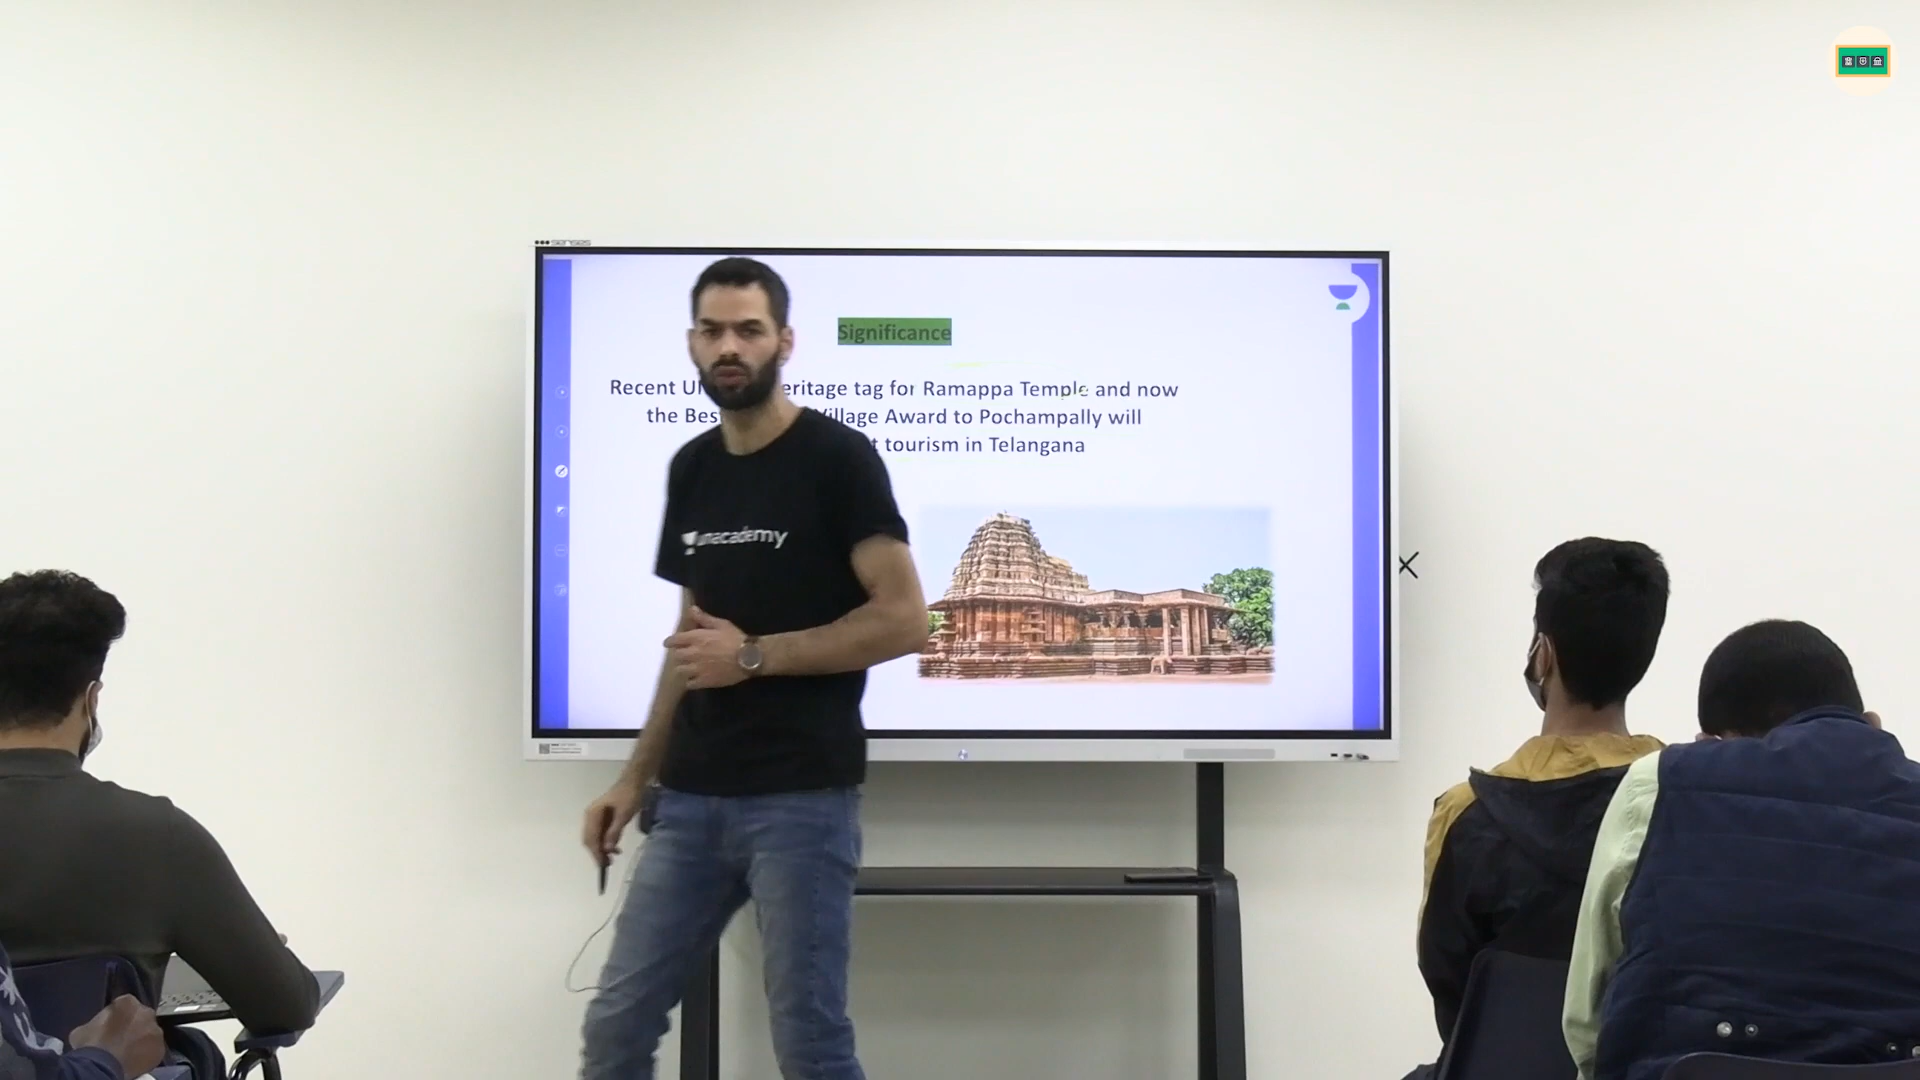 Significance
Recent eritage tag for Ramappa Temple and now
the Bes Village Award to Pochampally will
t tourism in Telangana
unacademy